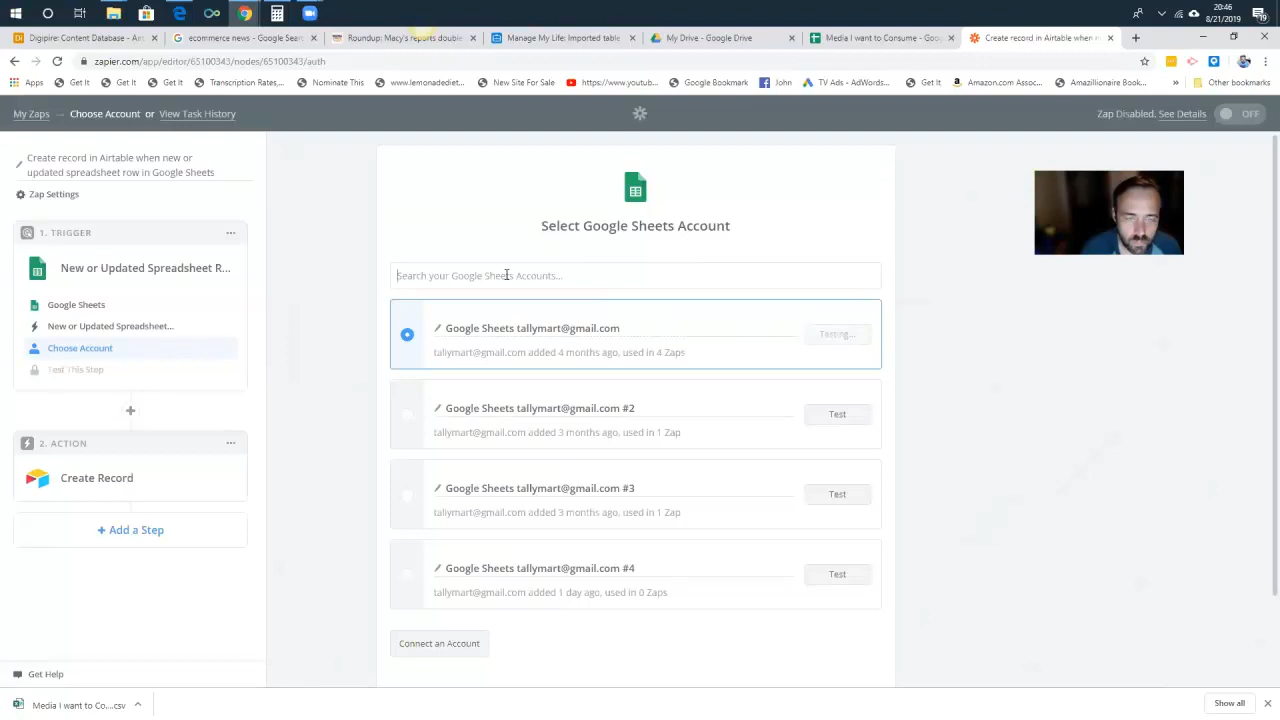 20:46
8/21/2019
19
Digipire: Content Database - Am
ecommerce news - Google Sear
Roundup: Macy's reports double
Manage My Life: Imported table
My Drive - Google Drive
Media I want to Consume - Goo
Create record in Airtable when n
zapier.com/app/editor/65100343/nodes/65100343/auth
Apps
Get It
Get It
Get It
Transcription Rates,...
Nominate This
www.lemonadediet...
New Site For Sale
https://www.youtub...
Google Bookmark
John
TV Ads - AdWords...
Get It
Amazon.com Assoc...
Amazillionaire Book...
»
Other bookmarks
My Zaps
Choose Account or View Task History
Zap Disabled. See Details
OFF
Create record in Airtable when new or
updated spreadsheet row in Google Sheets
Zap Settings
1. TRIGGER
New or Updated Spreadsheet R...
Google Sheets
New or Updated Spreadsheet...
Choose Account
Test This Step
2. ACTION
Create Record
+ Add a Step
Get Help
Select Google Sheets Account
Search your Google Sheets Accounts...
Google Sheets tallymart@gmail.com
tallymart@gmail.com added 4 months ago, used in 4 Zaps
Testing...
Google Sheets tallymart@gmail.com #2
tallymart@gmail.com added 3 months ago, used in 1 Zap
Test
Google Sheets tallymart@gmail.com #3
tallymart@gmail.com added 3 months ago, used in 1 Zap
Test
Google Sheets tallymart@gmail.com #4
tallymart@gmail.com added 1 day ago, used in 0 Zaps
Test
Connect an Account
Media I want to Co....csv
Show all